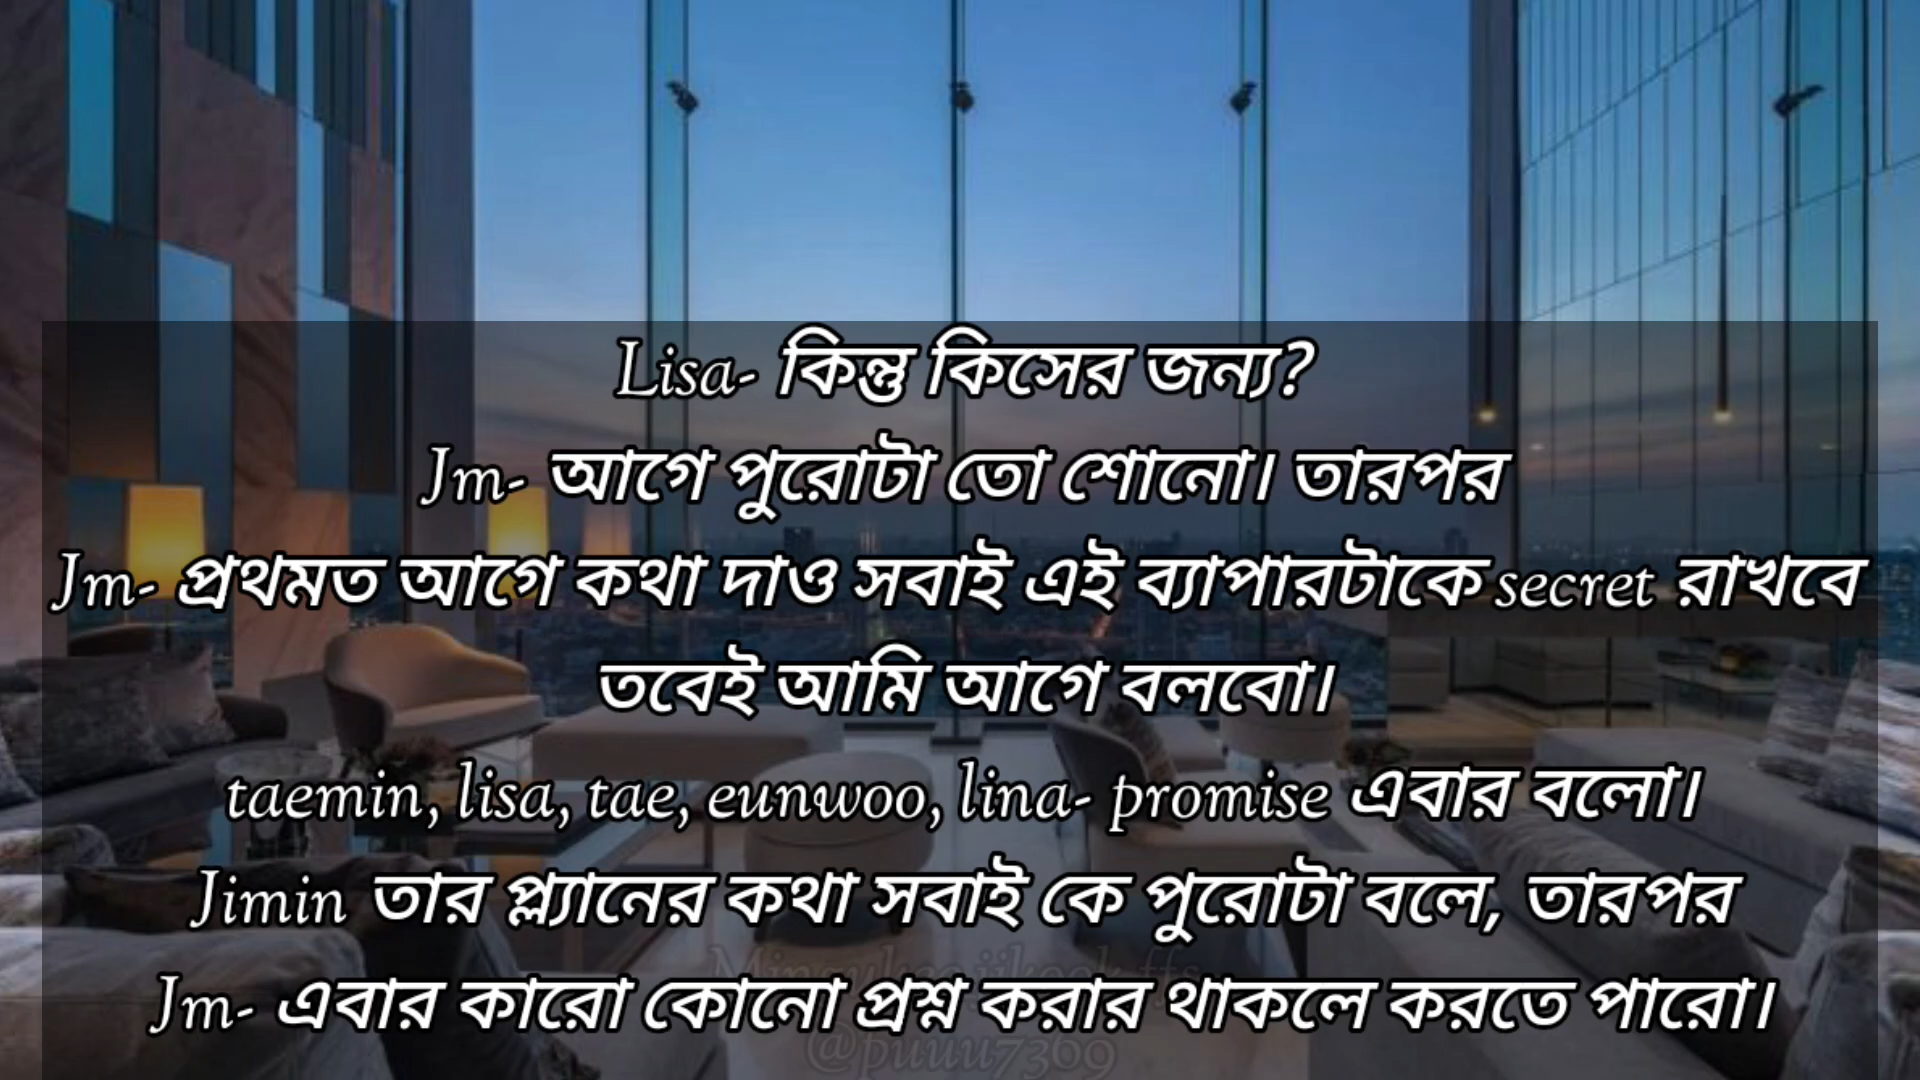 Lisa- কিন্তু কিসের জন্য?
Jm- আগে পুরোটা তো শোনো। তারপর
Jm- প্রথমত আগে কথা দাও সবাই এই ব্যাপারটাকে secret রাখবে
তবেই আমি আগে বলবো।
taemin, lisa, tae, eunwoo, lina- promise এবার বলো।
Jimin তার প্ল্যানের কথা সবাই কে পুরোটা বলে, তারপর
Jm- এবার কারো কোনো প্রশ্ন করার থাকলে করতে পারো।
@puuu7369